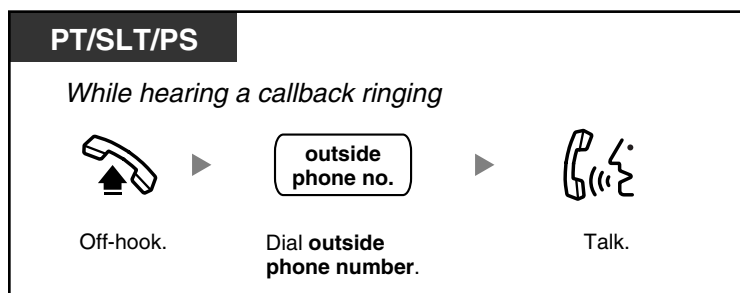 PT/SLT/PS
While hearing a callback ringing
outside
phone no.
Off-hook.
Dial outside
phone number.
Talk.